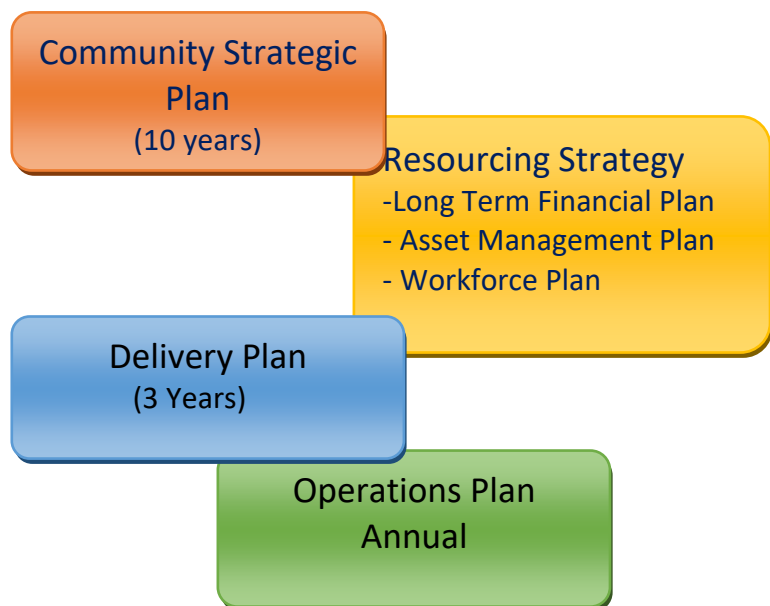 Community Strategic
Plan
(10 years)
Resourcing Strategy
-Long Term Financial Plan
- Asset Management Plan
- Workforce Plan
Delivery Plan
(3 Years)
Operations Plan
Annual